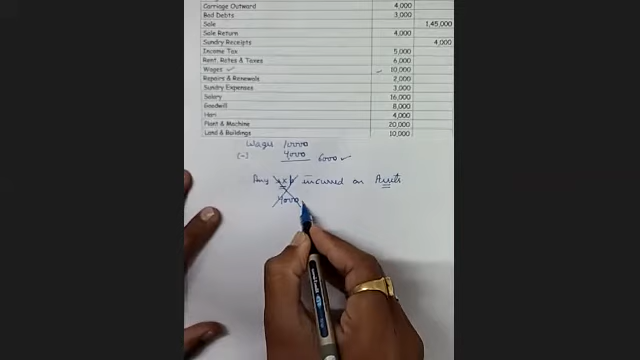 Carriage Outward 4,000
Bad Debts 3,000
Sale 1,45,000
Sale Return 4,000
Sundry Receipts 4,000
Income Tax 5,000
Rent, Rates & Taxes 6,000
Wages 10,000
Repairs & Renewals 2,000
Sundry Expenses 3,000
Salary 16,000
Goodwill 8,000
Hari 4,000
Plant & Machine 20,000
Land & Buildings 10,000
Wages 10000
(-) 4000 6000
Any exp incurred on Assets
4000